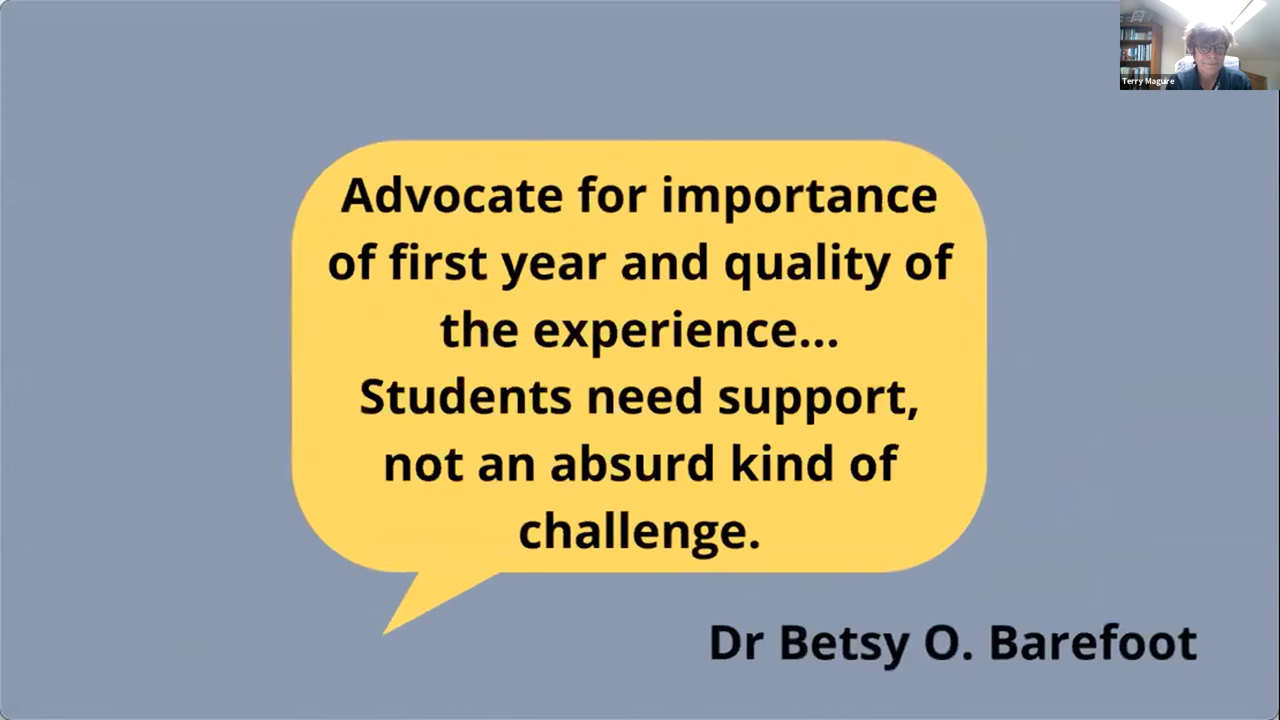 Terry Maguire
Advocate for importance
of first year and quality of
the experience...
Students need support,
not an absurd kind of
challenge.
Dr Betsy O. Barefoot